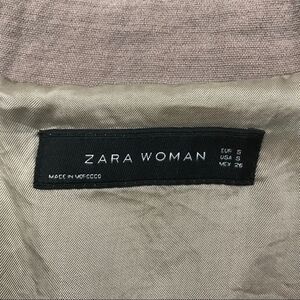 ZARA WOMAN
EUR S
USA S
MEX 26
MADE IN MOROCCO